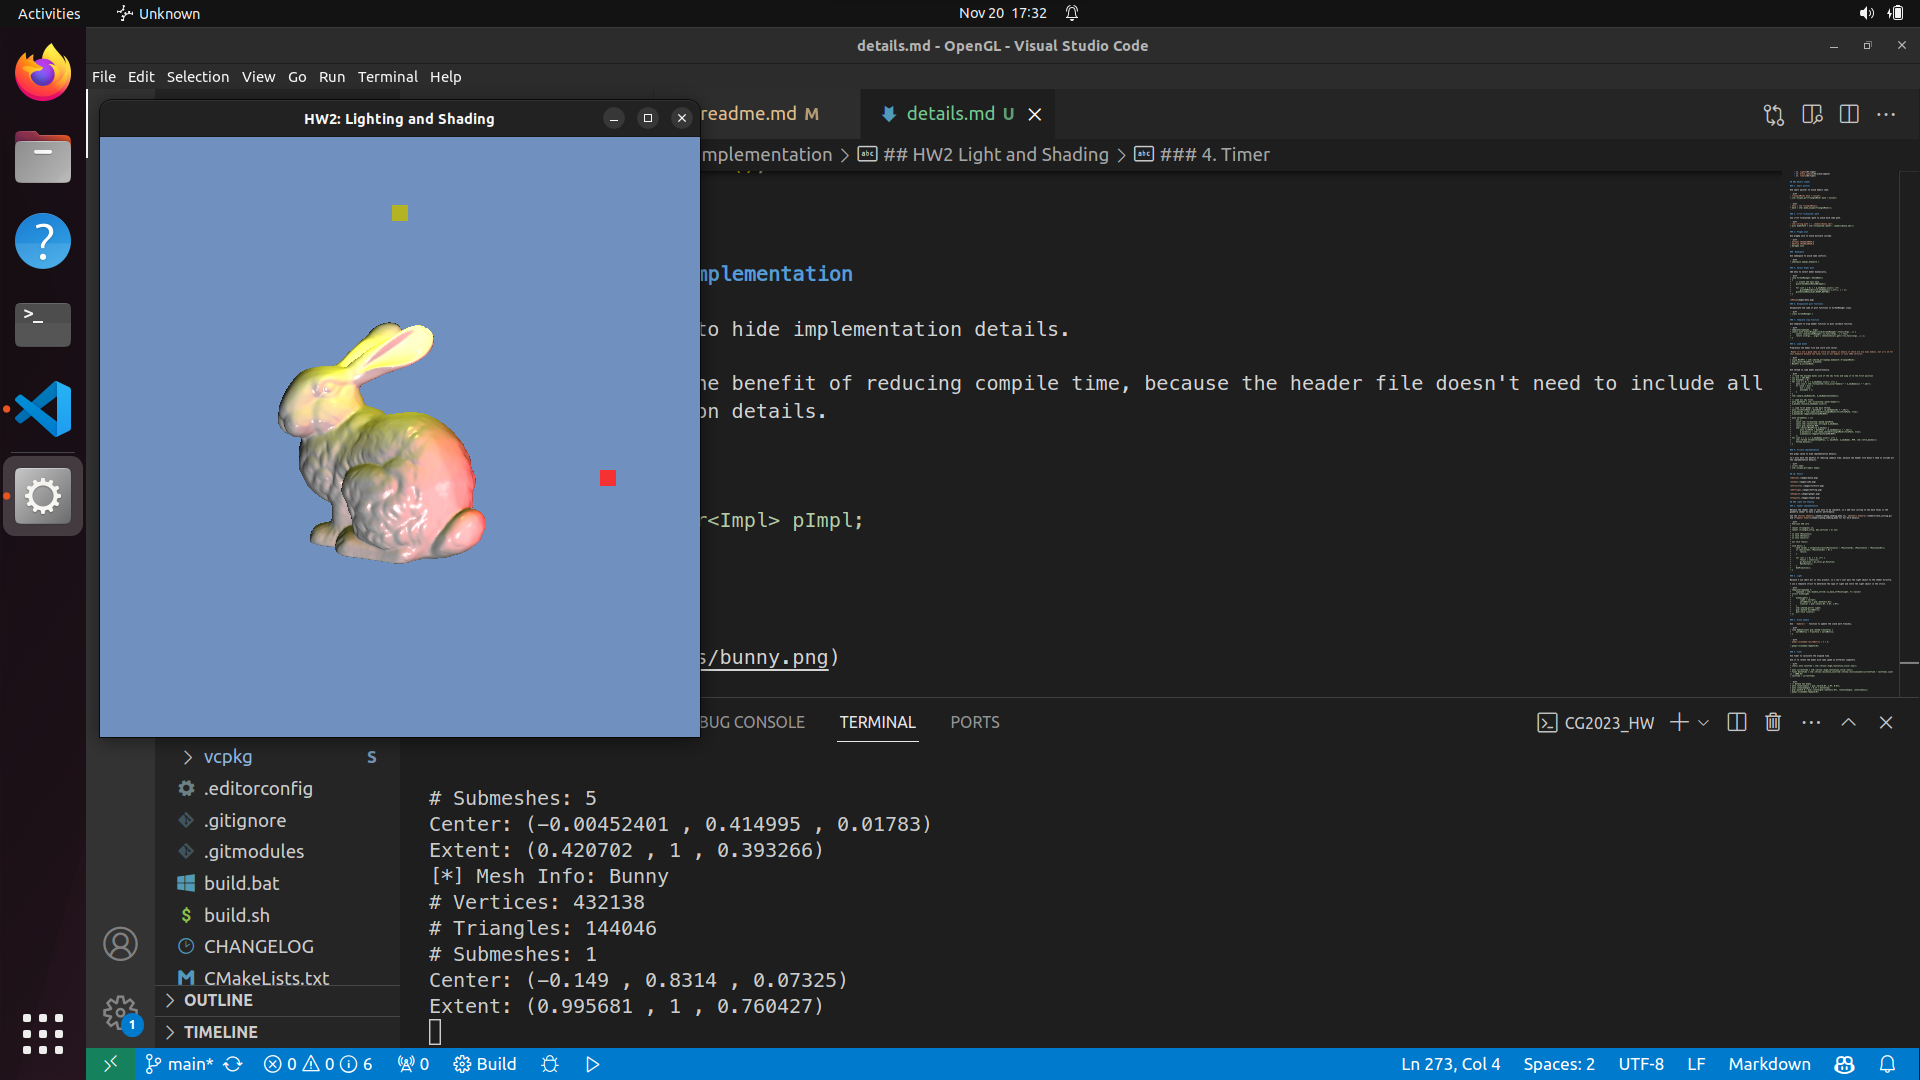 Activities
Unknown
Nov 20 17:32
details.md - OpenGL - Visual Studio Code
File Edit Selection View Go Run Terminal Help
HW2: Lighting and Shading
readme.md M
details.md U
mplementation > ## HW2 Light and Shading > ### 4. Timer
mplementation
to hide implementation details.
he benefit of reducing compile time, because the header file doesn't need to include all
on details.
r<Impl> pImpl;
s/bunny.png)
BUG CONSOLE
TERMINAL
PORTS
CG2023_HW
vcpkg S
.editorconfig
.gitignore
.gitmodules
build.bat
build.sh
CHANGELOG
CMakeLists.txt
OUTLINE
TIMELINE
# Submeshes: 5
Center: (-0.00452401 , 0.414995 , 0.01783)
Extent: (0.420702 , 1 , 0.393266)
[*] Mesh Info: Bunny
# Vertices: 432138
# Triangles: 144046
# Submeshes: 1
Center: (-0.149 , 0.8314 , 0.07325)
Extent: (0.995681 , 1 , 0.760427)
1
main* 0 0 6 0 Build
Ln 273, Col 4 Spaces: 2 UTF-8 LF Markdown